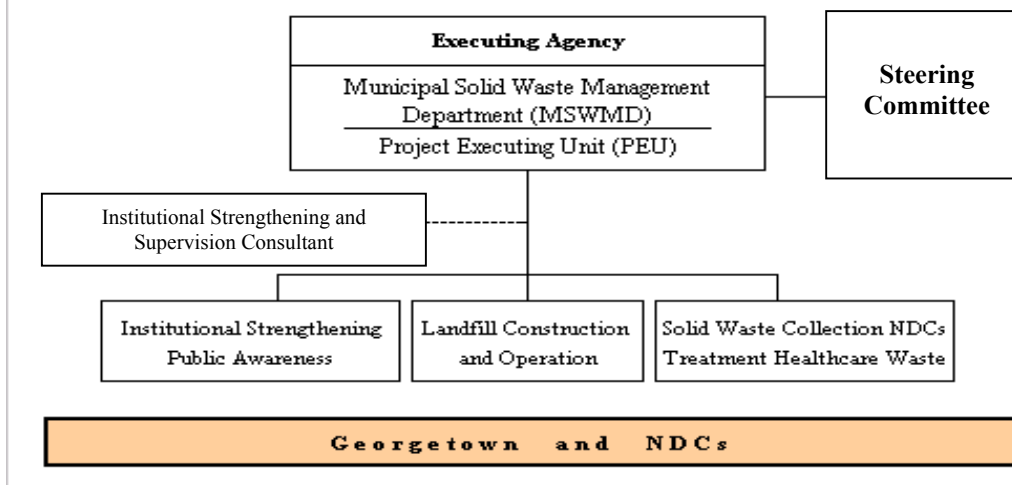 Executing Agency
Municipal Solid Waste Management
Department (MSWMD)
Project Executing Unit (PEU)
Steering
Committee
Institutional Strengthening and
Supervision Consultant
Institutional Strengthening
Public Awareness
Landfill Construction
and Operation
Solid Waste Collection NDCs
Treatment Healthcare Waste
Georgetown and NDCs